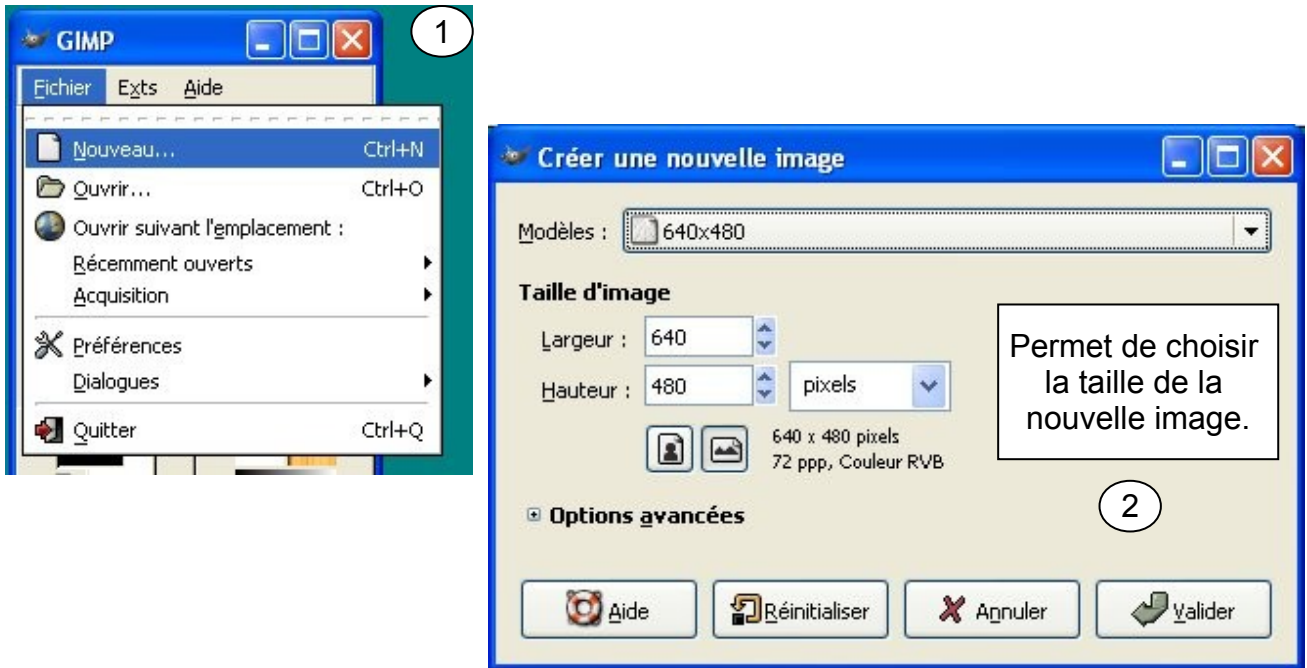 GIMP
1
Fichier Exts Aide
Nouveau... Ctrl+N
Ouvrir... Ctrl+O
Ouvrir suivant l'emplacement :
Récemment ouverts
Acquisition
Préférences
Dialogues
Quitter Ctrl+Q
Créer une nouvelle image
Modèles : 640x480
Taille d'image
Largeur : 640
Hauteur : 480 pixels
640 x 480 pixels
72 ppp, Couleur RVB
Permet de choisir
la taille de la
nouvelle image.
2
Options avancées
Aide Réinitialiser Annuler Valider